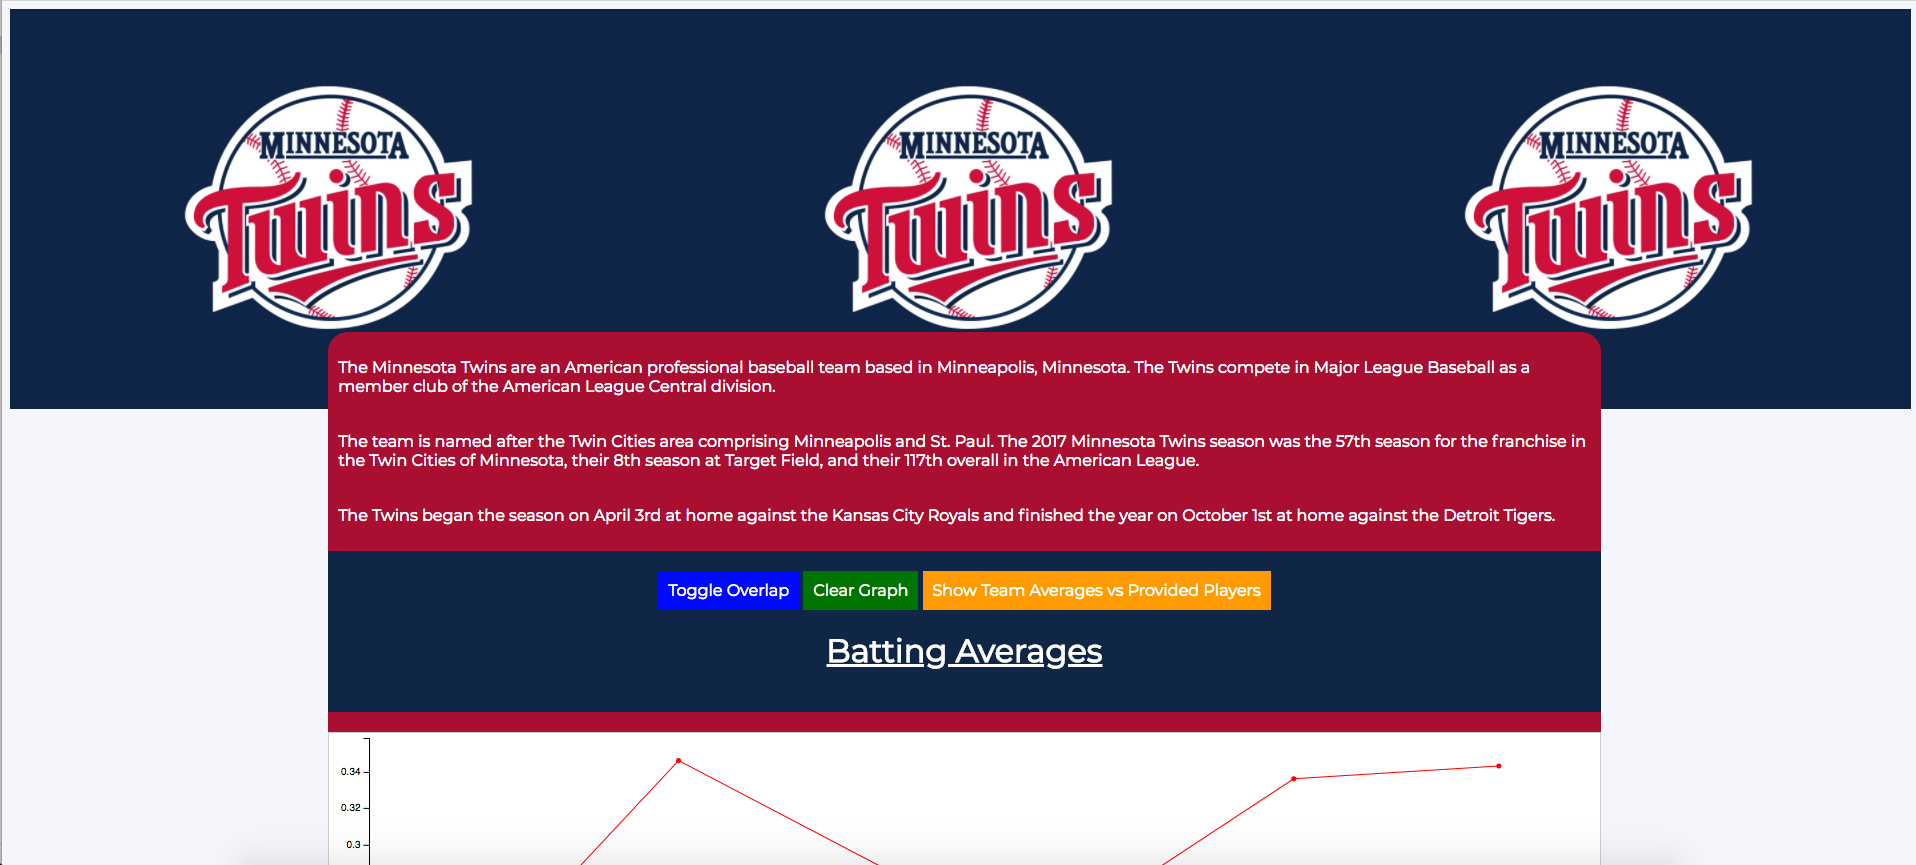 MINNESOTA
Twins
MINNESOTA
Twins
MINNESOTA
Twins
The Minnesota Twins are an American professional baseball team based in Minneapolis, Minnesota. The Twins compete in Major League Baseball as a
member club of the American League Central division.
The team is named after the Twin Cities area comprising Minneapolis and St. Paul. The 2017 Minnesota Twins season was the 57th season for the franchise in
the Twin Cities of Minnesota, their 8th season at Target Field, and their 117th overall in the American League.
The Twins began the season on April 3rd at home against the Kansas City Royals and finished the year on October 1st at home against the Detroit Tigers.
Toggle Overlap Clear Graph Show Team Averages vs Provided Players
Batting Averages
0.34
0.32
0.3